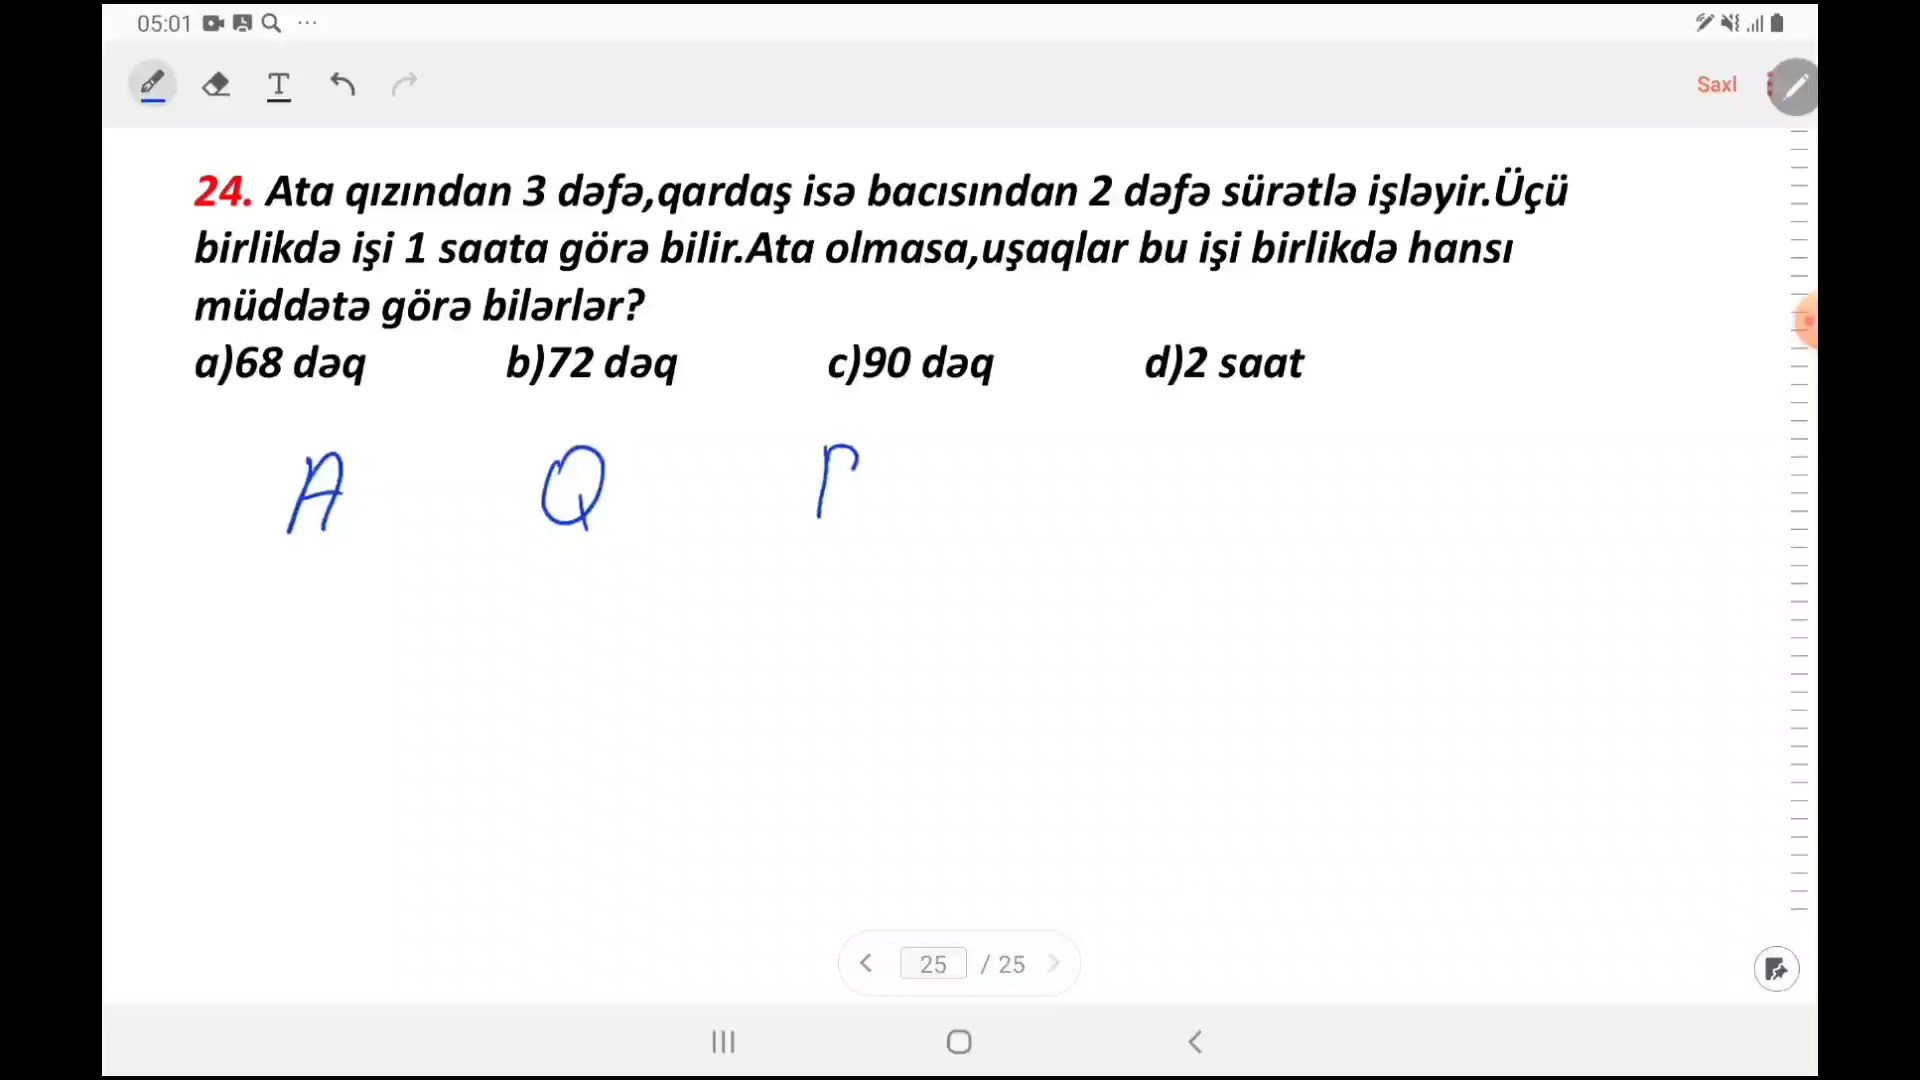 05:01
T
Saxl
24. Ata qızından 3 dəfə,qardaş isə bacısından 2 dəfə sürətlə işləyir.Üçü
birlikdə işi 1 saata görə bilir.Ata olmasa,uşaqlar bu işi birlikdə hansı
müddətə görə bilərlər?
a)68 dəq b)72 dəq c)90 dəq d)2 saat
A Q
25 / 25